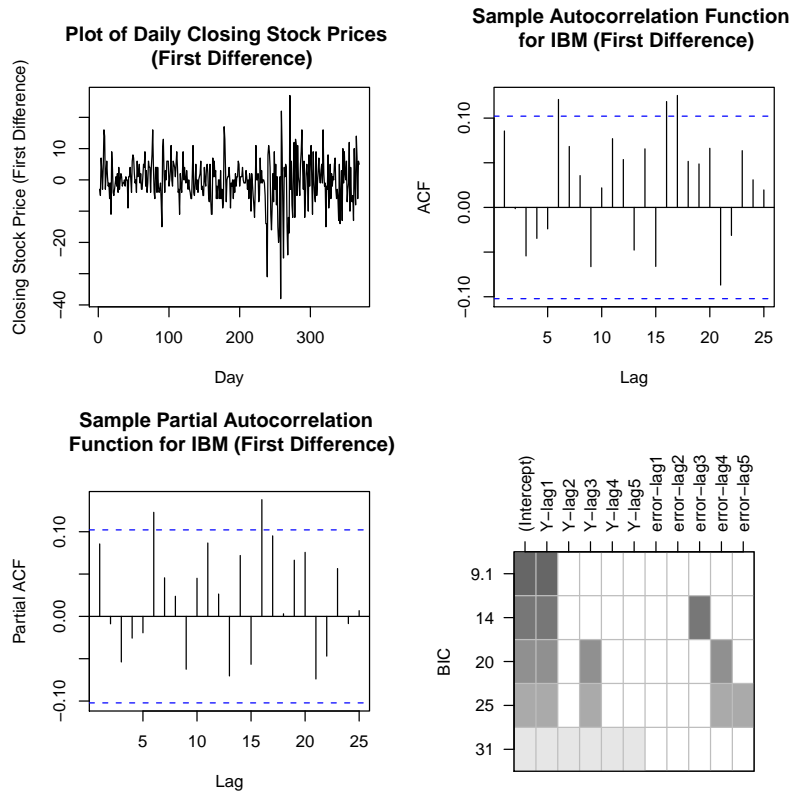 Plot of Daily Closing Stock Prices
(First Difference)
Closing Stock Price (First Difference)
10
0
−20
−40
0 100 200 300
Day
Sample Autocorrelation Function
for IBM (First Difference)
ACF
0.10
0.00
−0.10
5 10 15 20 25
Lag
Sample Partial Autocorrelation
Function for IBM (First Difference)
Partial ACF
0.10
0.00
−0.10
5 10 15 20 25
Lag
(Intercept)
Y−lag1
Y−lag2
Y−lag3
Y−lag4
Y−lag5
error−lag1
error−lag2
error−lag3
error−lag4
error−lag5
BIC
9.1
14
20
25
31